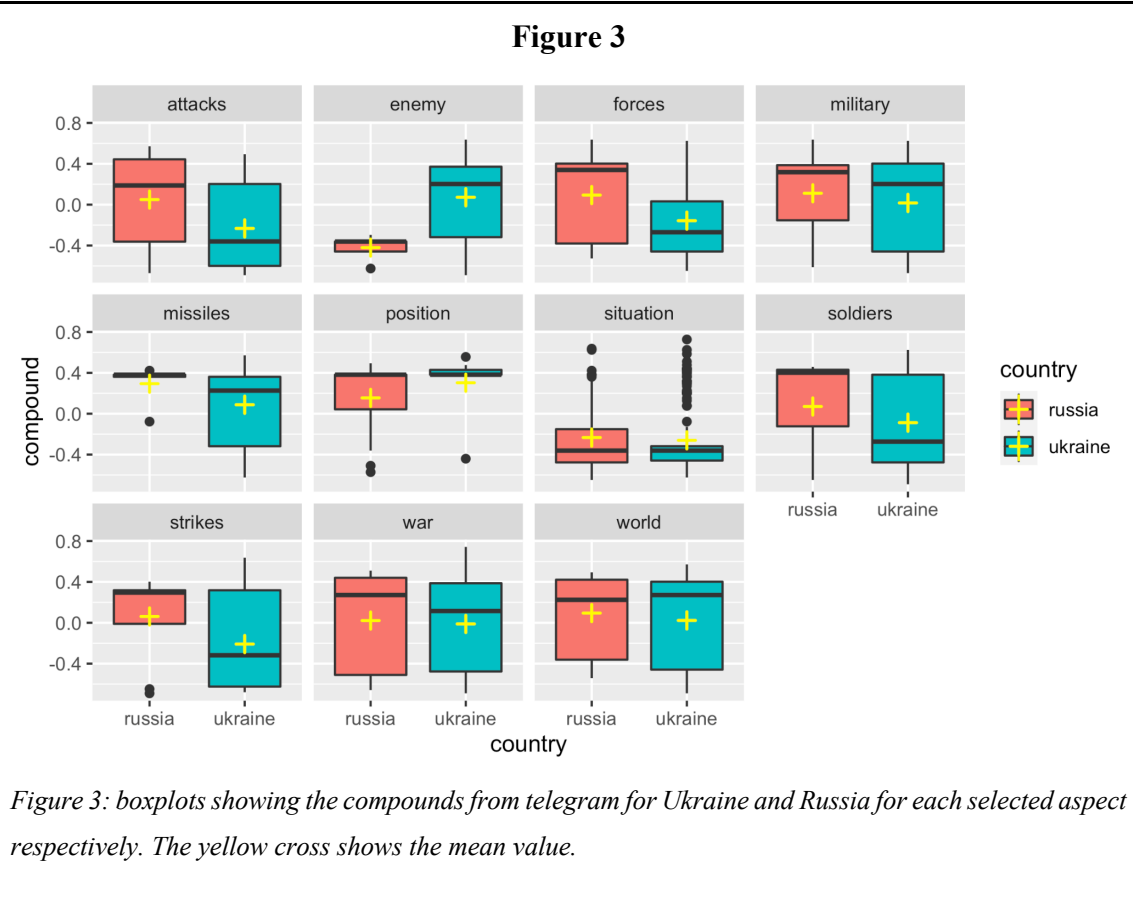 Figure 3
attacks enemy forces military
0.8
0.4
0.0
-0.4
missiles position situation soldiers
0.8
0.4
0.0
-0.4
russia ukraine
strikes war world
0.8
0.4
0.0
-0.4
russia ukraine russia ukraine russia ukraine
country
compound
country
russia
ukraine
Figure 3: boxplots showing the compounds from telegram for Ukraine and Russia for each selected aspect
respectively. The yellow cross shows the mean value.